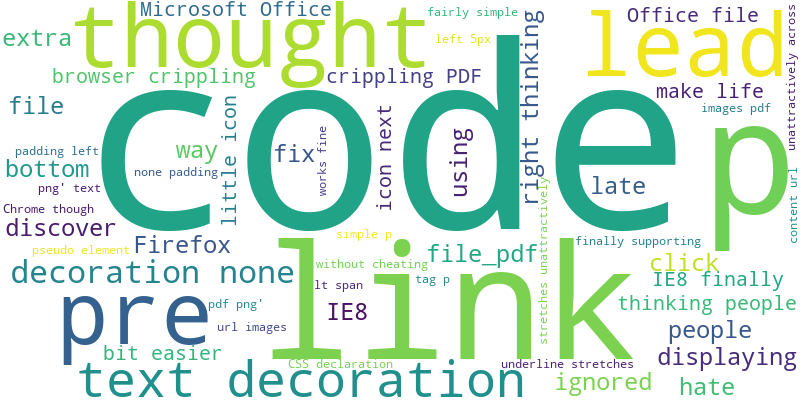 Microsoft Office
fairly simple
Office file
extra
thought
left 5px
lead
unattractively across
browser crippling
crippling PDF
right thinking
make life
file
code
images pdf
little icon
icon next
p
padding left
way
fix
works fine
using
bottom
none padding
late
png' text
content url
Chrome though
discover
simple p
Firefox
finally supporting
pseudo element
link
file_pdf
stretches unattractively
click
decoration none
without cheating
IE8 finally
pre
lt span
tag p
pdf png'
IE8
thinking people
url images
people
bit easier
displaying
CSS declaration
underline stretches
text decoration
ignored
hate